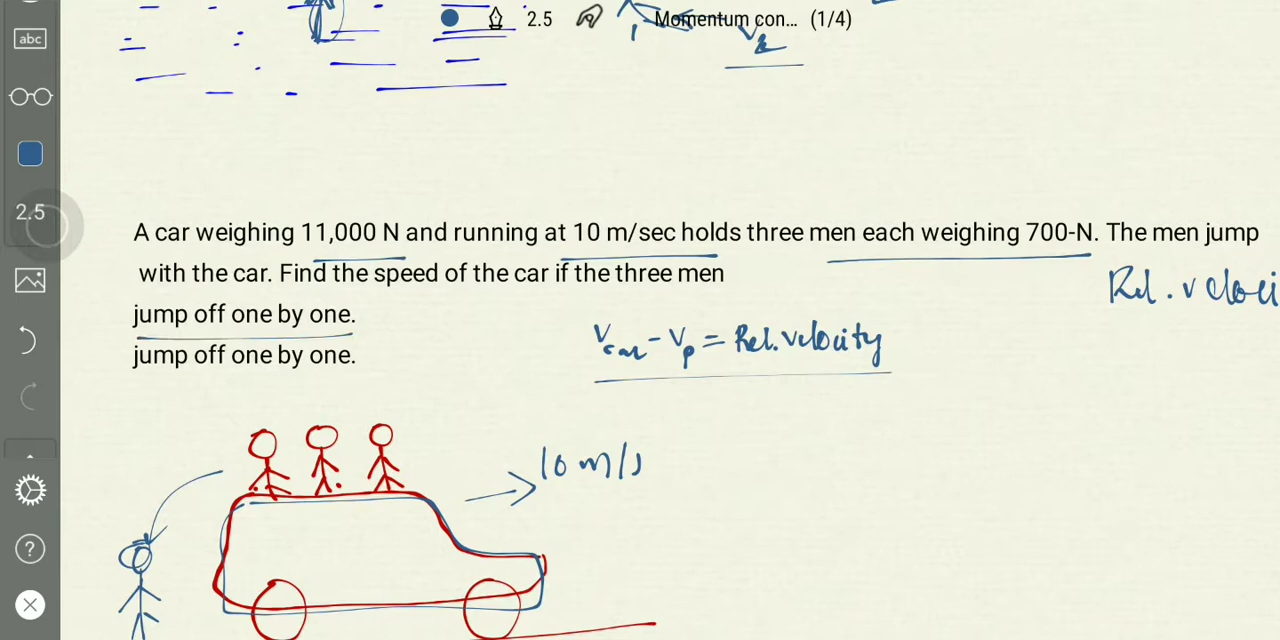 2.5 Momentum con... (1/4)
abc
2.5
A car weighing 11,000 N and running at 10 m/sec holds three men each weighing 700-N. The men jump
with the car. Find the speed of the car if the three men
Rel. veloci
jump off one by one.
Vcar - Vp = Rel. velocity
jump off one by one.
10 m/s